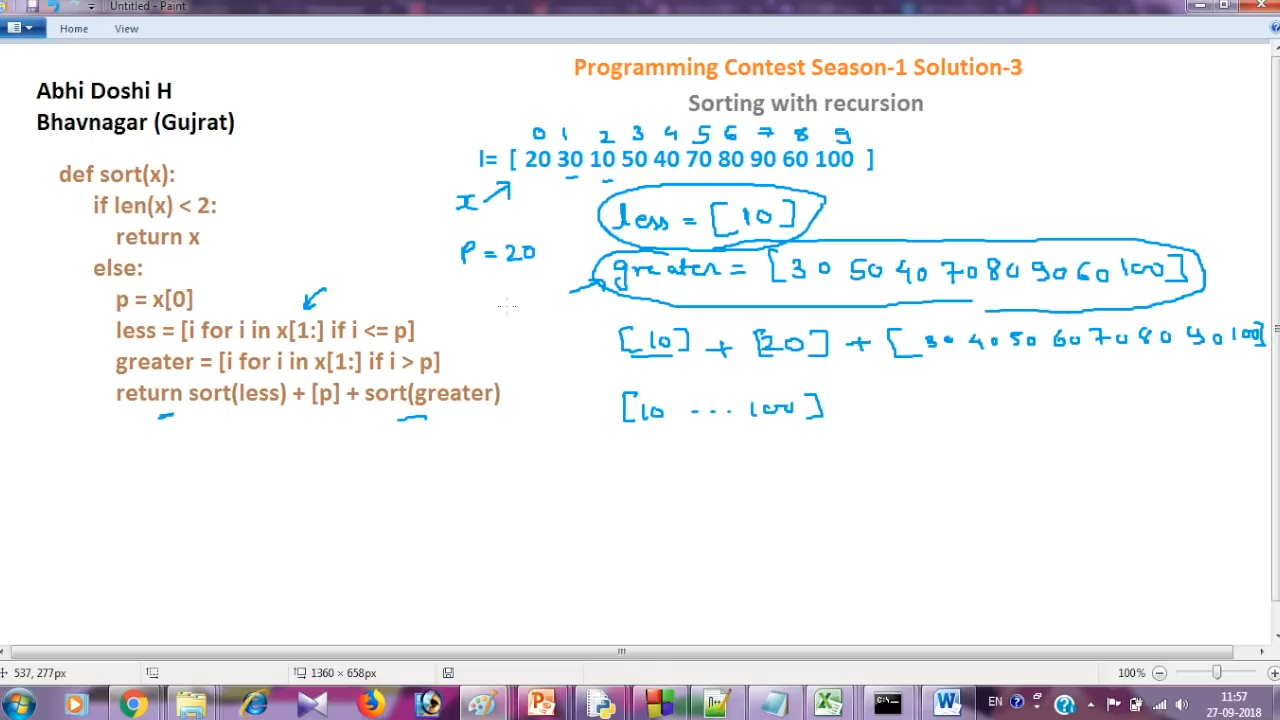 Untitled - Paint
Home View
Programming Contest Season-1 Solution-3
Abhi Doshi H
Sorting with recursion
Bhavnagar (Gujrat)
0 1 2 3 4 5 6 7 8 9
l= [ 20 30 10 50 40 70 80 90 60 100 ]
def sort(x):
x
if len(x) < 2:
less = [10]
return x
P = 20
else:
greater = [30 50 40 70 80 90 60 100]
p = x[0]
less = [i for i in x[1:] if i <= p]
[10] + [20] + [30 40 50 60 70 80 90 100]
greater = [i for i in x[1:] if i > p]
return sort(less) + [p] + sort(greater)
[10 ... 100]
537, 277px
1360 × 658px
100%
EN
11:57
27-09-2018